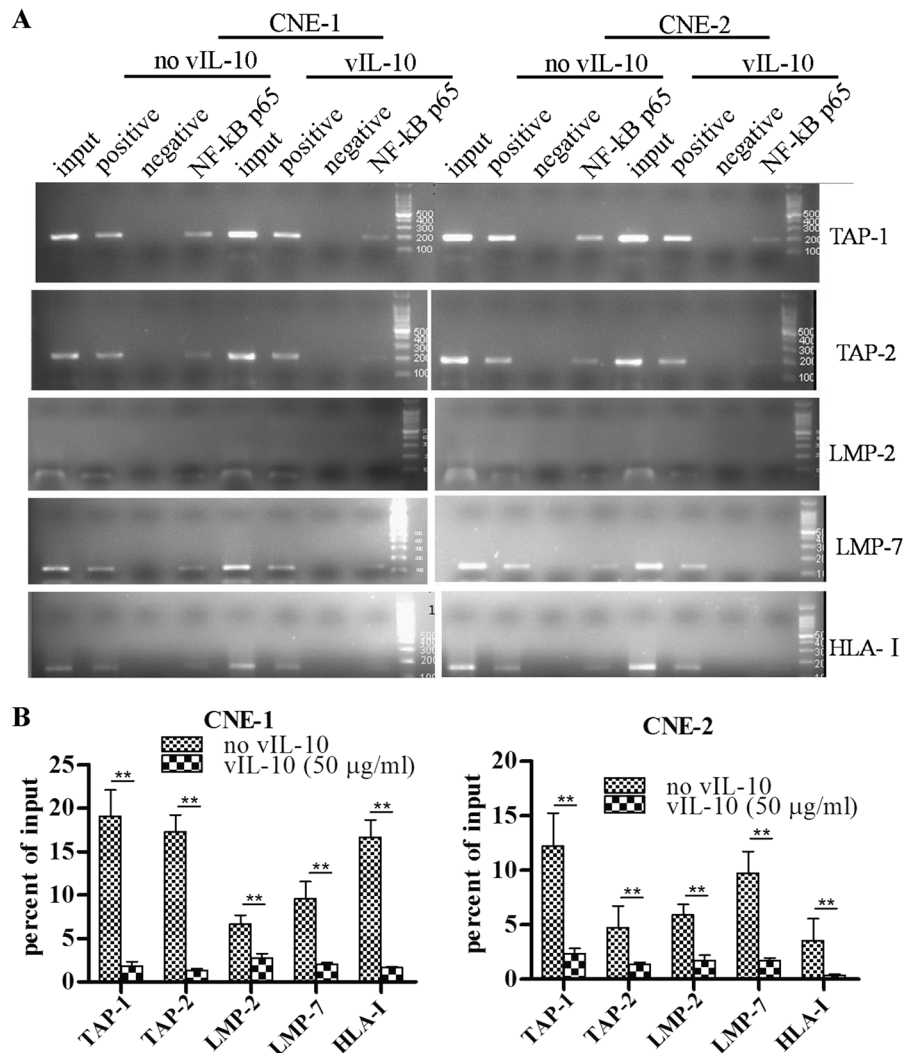 A
CNE-1 CNE-2
no vIL-10 vIL-10 no vIL-10 vIL-10
input positive negative NF-kB p65 input positive negative NF-kB p65 input positive negative NF-kB p65 input positive negative NF-kB p65
500 500
400 400
300 300
200 200
100 100
TAP-1
500 500
400 400
300 300
200 200
100 100
TAP-2
LMP-2
LMP-7
1
HLA- I
B
CNE-1
no vIL-10
vIL-10 (50 µg/ml)
percent of input
25
20
15
10
5
0
** ** ** ** **
TAP-1 TAP-2 LMP-2 LMP-7 HLA-I
CNE-2
no vIL-10
vIL-10 (50 µg/ml)
percent of input
20
15
10
5
0
** ** ** ** **
TAP-1 TAP-2 LMP-2 LMP-7 HLA-I